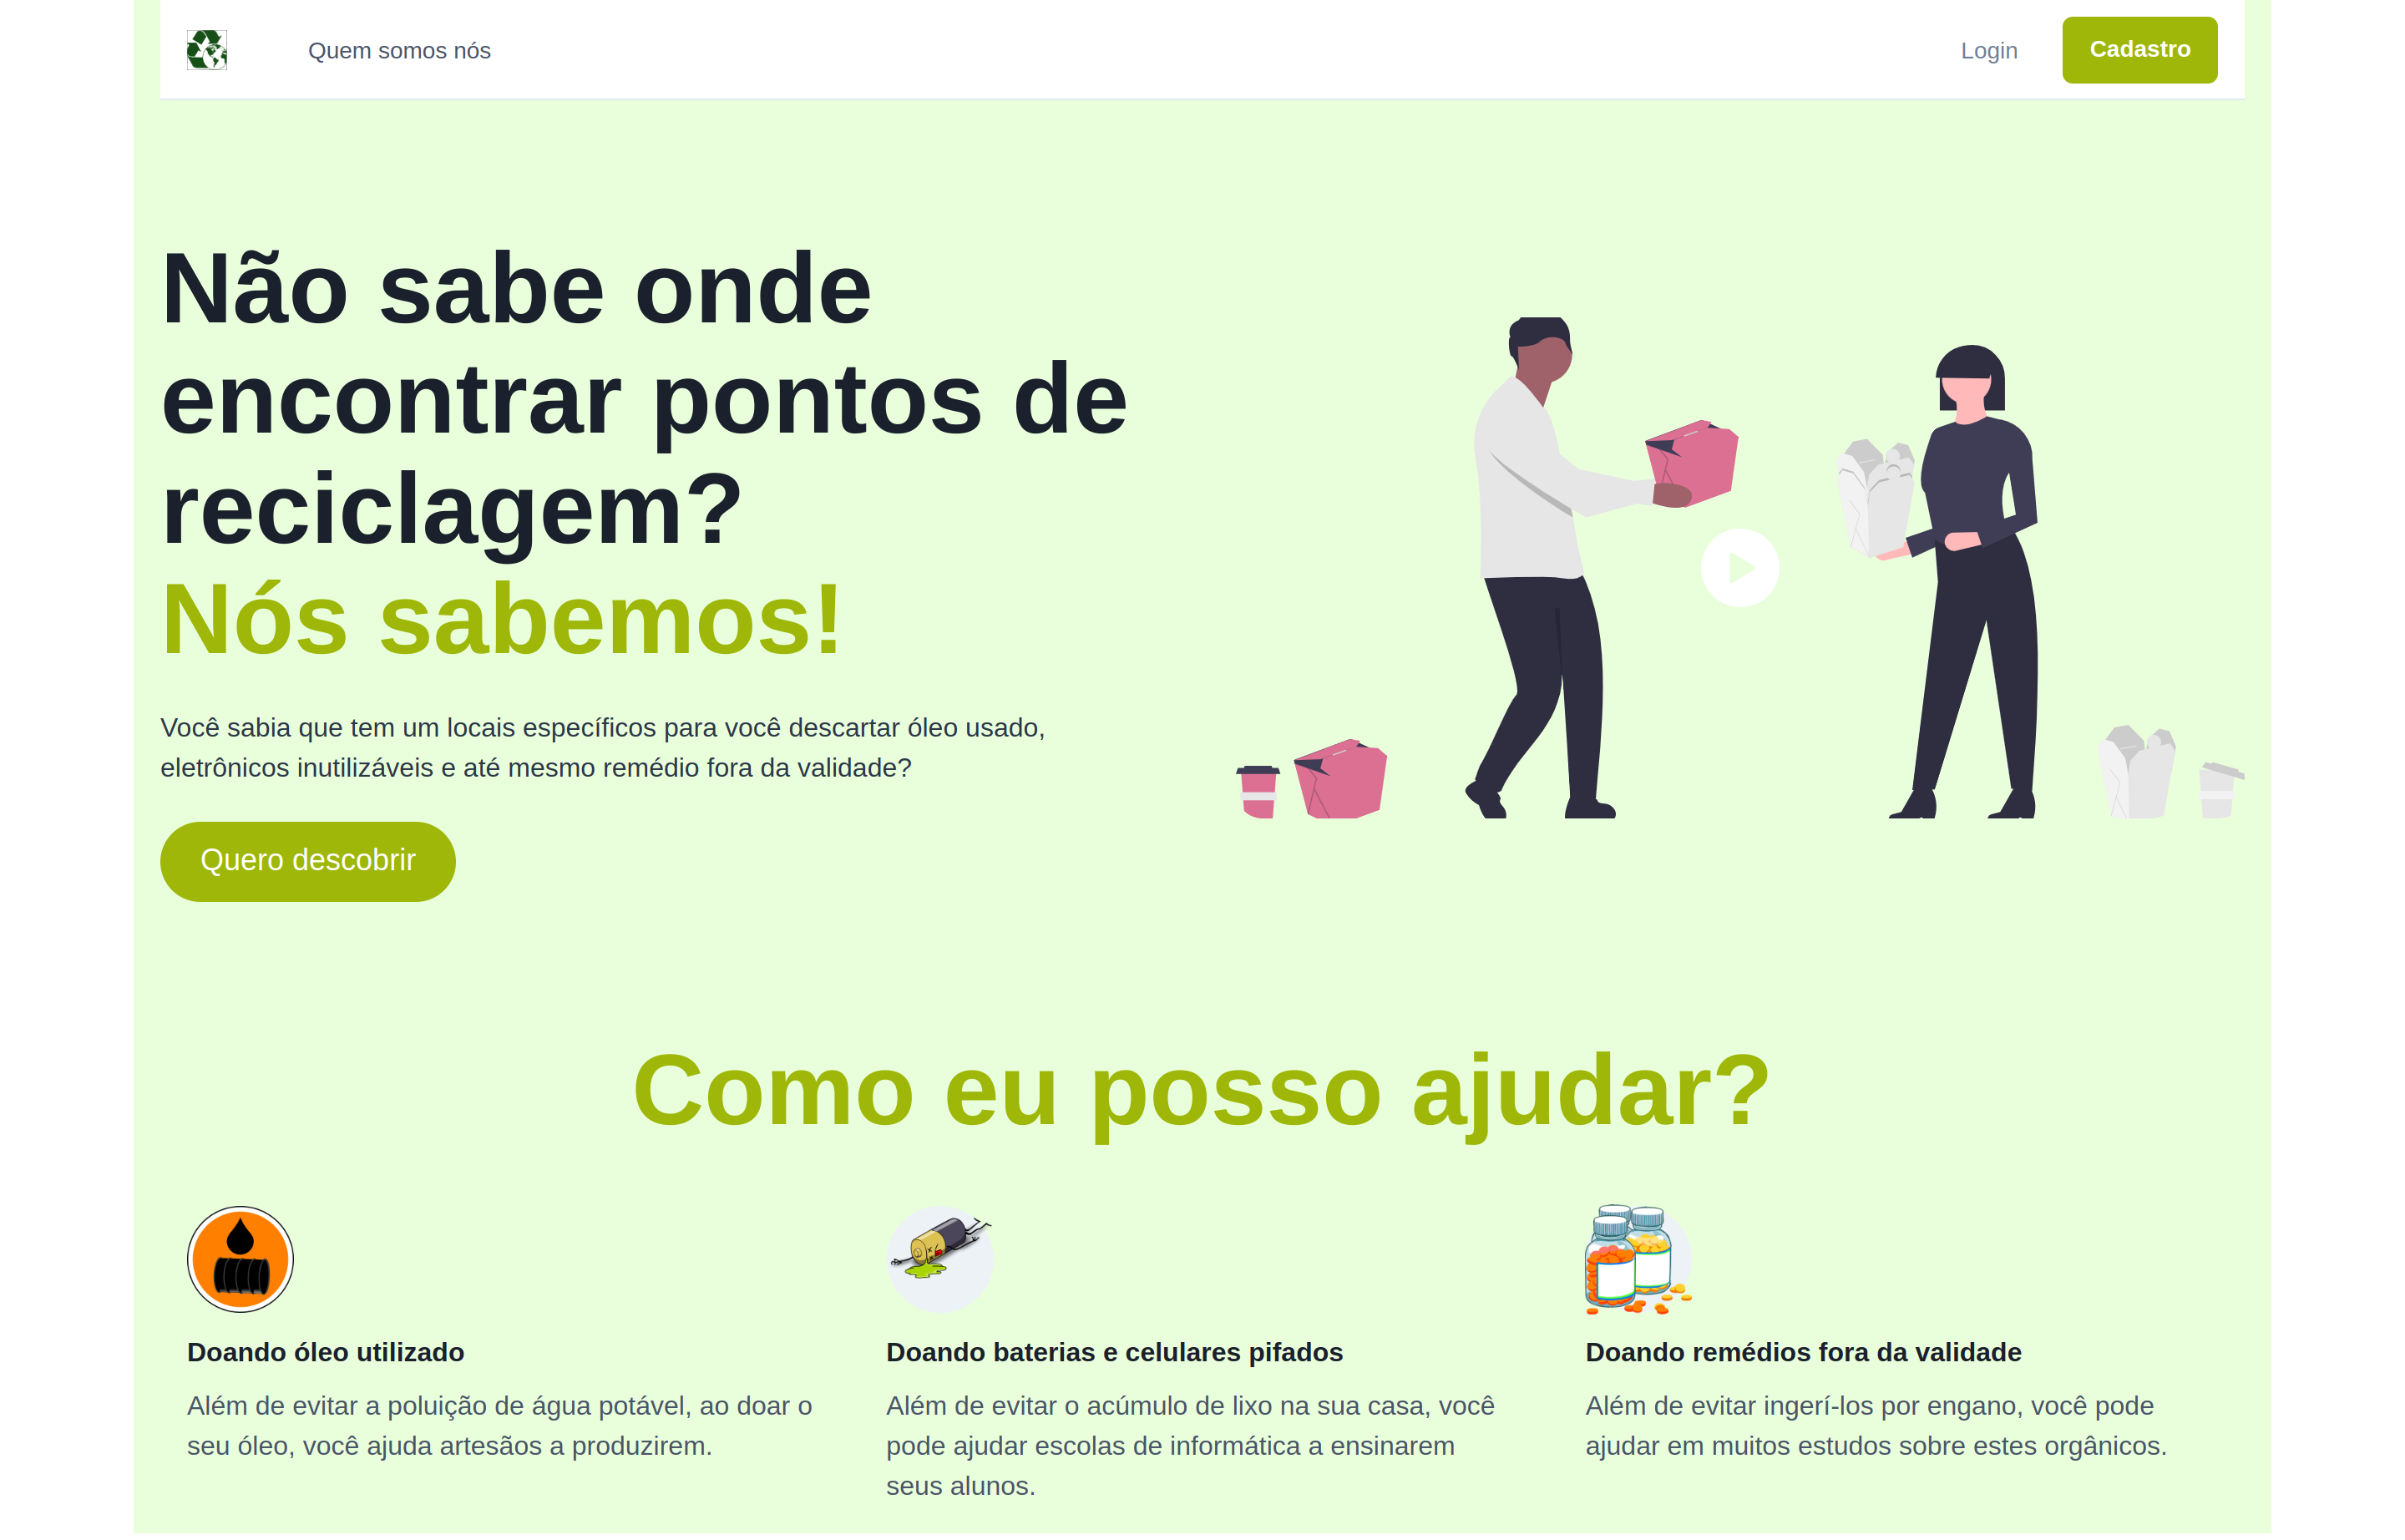 Quem somos nós
Login
Cadastro
Não sabe onde
encontrar pontos de
reciclagem?
Nós sabemos!
Você sabia que tem um locais específicos para você descartar óleo usado,
eletrônicos inutilizáveis e até mesmo remédio fora da validade?
Quero descobrir
Como eu posso ajudar?
Doando óleo utilizado
Além de evitar a poluição de água potável, ao doar o
seu óleo, você ajuda artesãos a produzirem.
Doando baterias e celulares pifados
Além de evitar o acúmulo de lixo na sua casa, você
pode ajudar escolas de informática a ensinarem
seus alunos.
Doando remédios fora da validade
Além de evitar ingerí-los por engano, você pode
ajudar em muitos estudos sobre estes orgânicos.